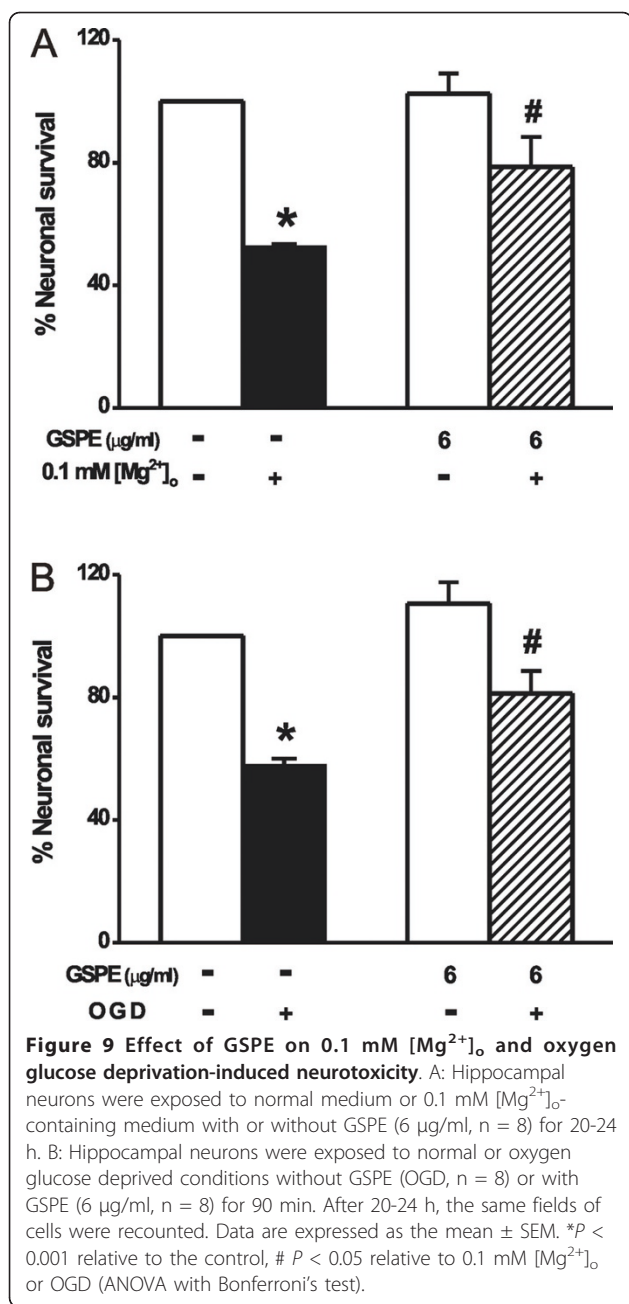 A
120
80
40
0
% Neuronal survival
*
#
GSPE (µg/ml) - - 6 6
0.1 mM [Mg²⁺]ₒ - + - +
B
120
80
40
0
% Neuronal survival
*
#
GSPE (µg/ml) - - 6 6
OGD - + - +
Figure 9 Effect of GSPE on 0.1 mM [Mg²⁺]ₒ and oxygen
glucose deprivation-induced neurotoxicity. A: Hippocampal
neurons were exposed to normal medium or 0.1 mM [Mg²⁺]ₒ-
containing medium with or without GSPE (6 μg/ml, n = 8) for 20-24
h. B: Hippocampal neurons were exposed to normal or oxygen
glucose deprived conditions without GSPE (OGD, n = 8) or with
GSPE (6 μg/ml, n = 8) for 90 min. After 20-24 h, the same fields of
cells were recounted. Data are expressed as the mean ± SEM. *P <
0.001 relative to the control, # P < 0.05 relative to 0.1 mM [Mg²⁺]ₒ
or OGD (ANOVA with Bonferroni's test).